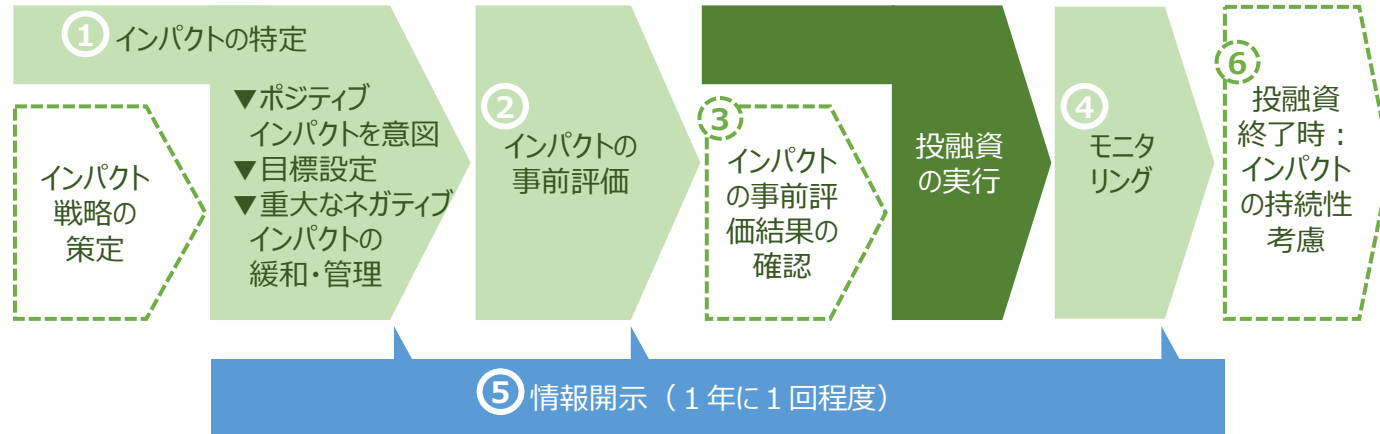 ① インパクトの特定
インパクト
戦略の
策定
▼ポジティブ
インパクトを意図
▼目標設定
▼重大なネガティブ
インパクトの
緩和・管理
②
インパクトの
事前評価
③
インパクト
の事前評
価結果の
確認
投融資
の実行
④
モニタ
リング
⑥
投融資
終了時：
インパクト
の持続性
考慮
⑤ 情報開示（１年に１回程度）